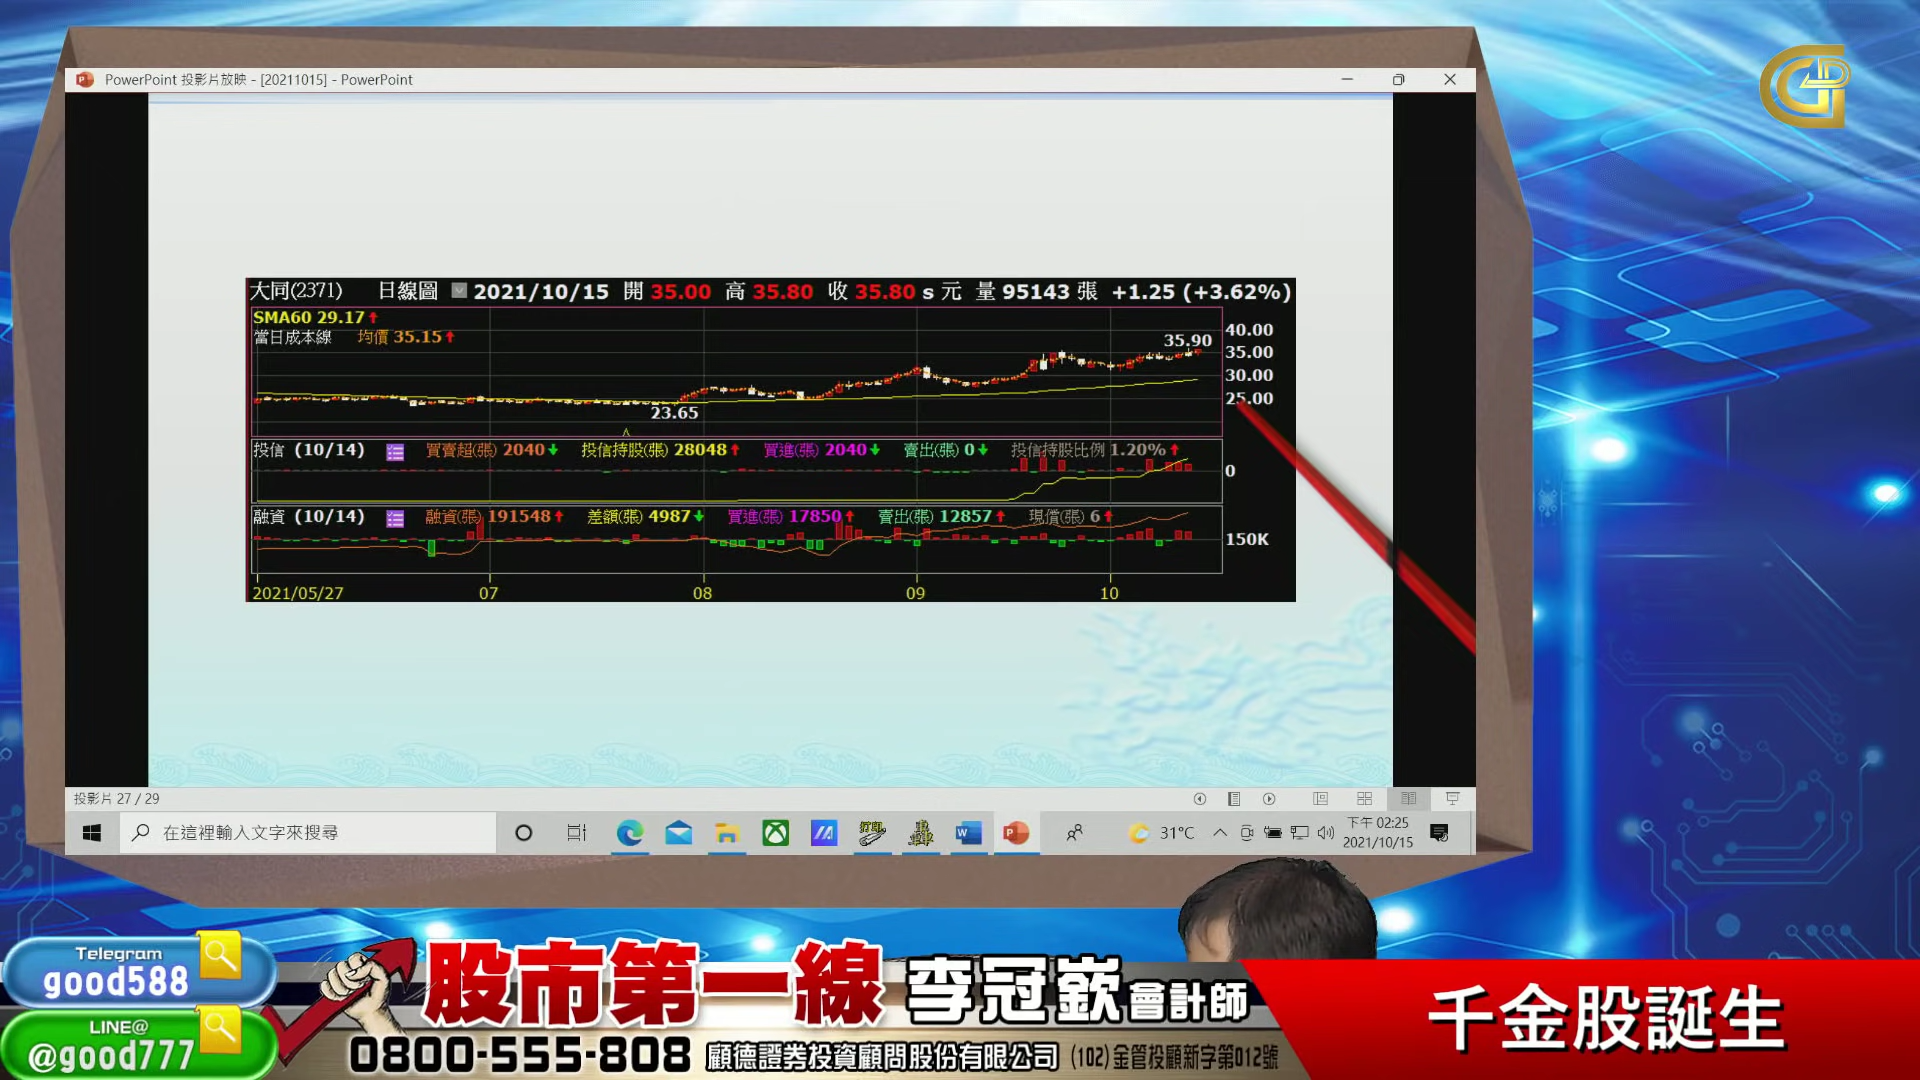 PowerPoint 投影片放映 - [20211015] - PowerPoint
大同(2371) 日線圖 2021/10/15 開 35.00 高 35.80 收 35.80 s 元 量 95143 張 +1.25 (+3.62%)
SMA60 29.17
當日成本線 均價 35.15
40.00
35.90
35.00
30.00
25.00
23.65
投信 (10/14) 買賣超(張) 2040 投信持股(張) 28048 買進(張) 2040 賣出(張) 0 投信持股比例 1.20%
0
融資 (10/14) 融資(張) 191548 差額(張) 4987 買進(張) 17850 賣出(張) 12857 現償(張) 6
150K
2021/05/27 07 08 09 10
投影片 27 / 29
在這裡輸入文字來搜尋
31°C
下午 02:25
2021/10/15
Telegram
good588
LINE@
@good777
股市第一線 李冠嶔 會計師
0800-555-808 顧德證券投資顧問股份有限公司 (102)金管投顧新字第012號
千金股誕生